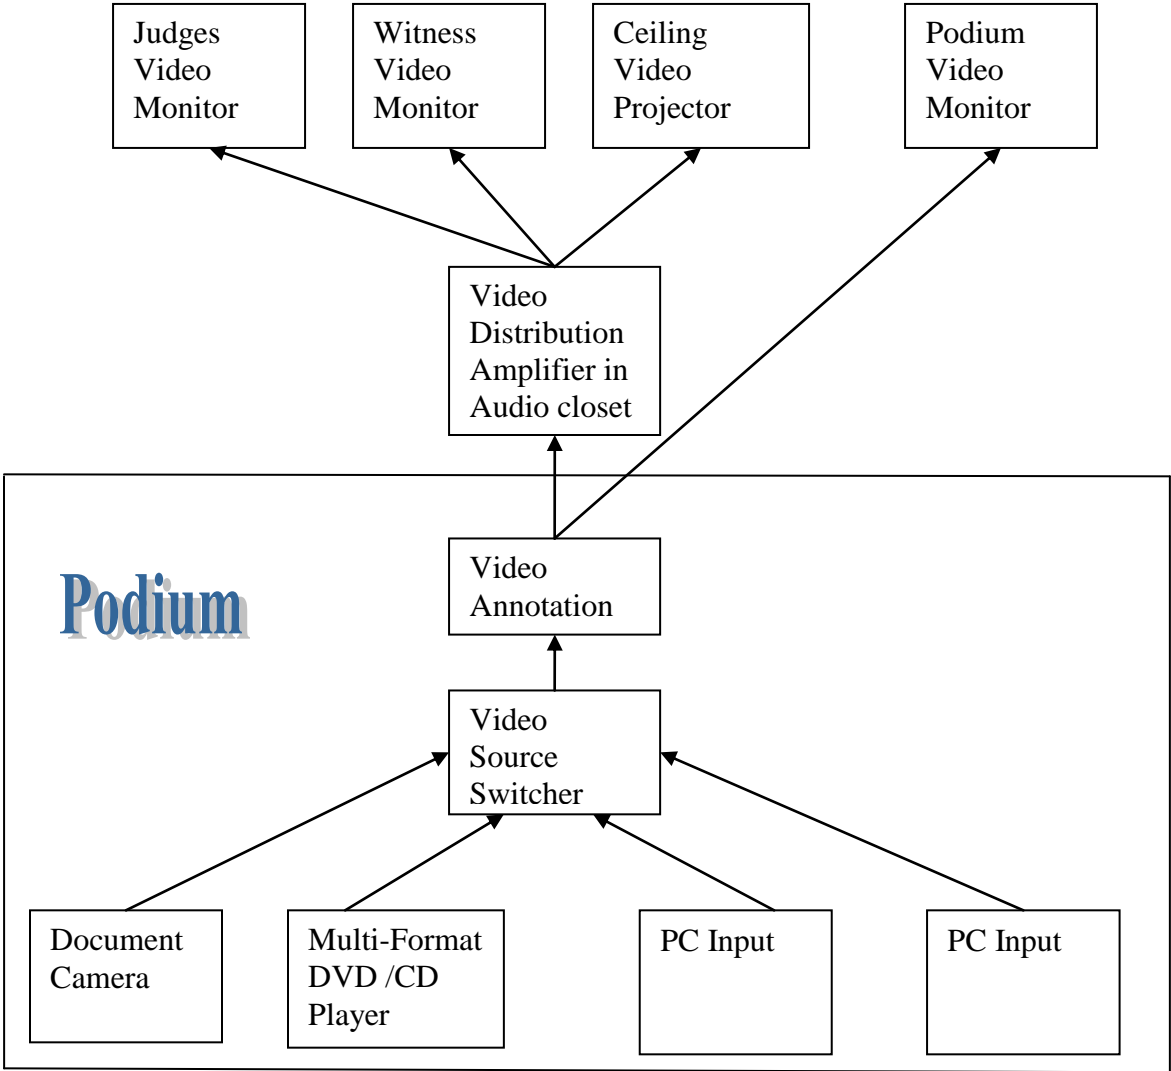 Judges
Video
Monitor
Witness
Video
Monitor
Ceiling
Video
Projector
Podium
Video
Monitor
Video
Distribution
Amplifier in
Audio closet
Podium
Video
Annotation
Video
Source
Switcher
Document
Camera
Multi-Format
DVD /CD
Player
PC Input
PC Input